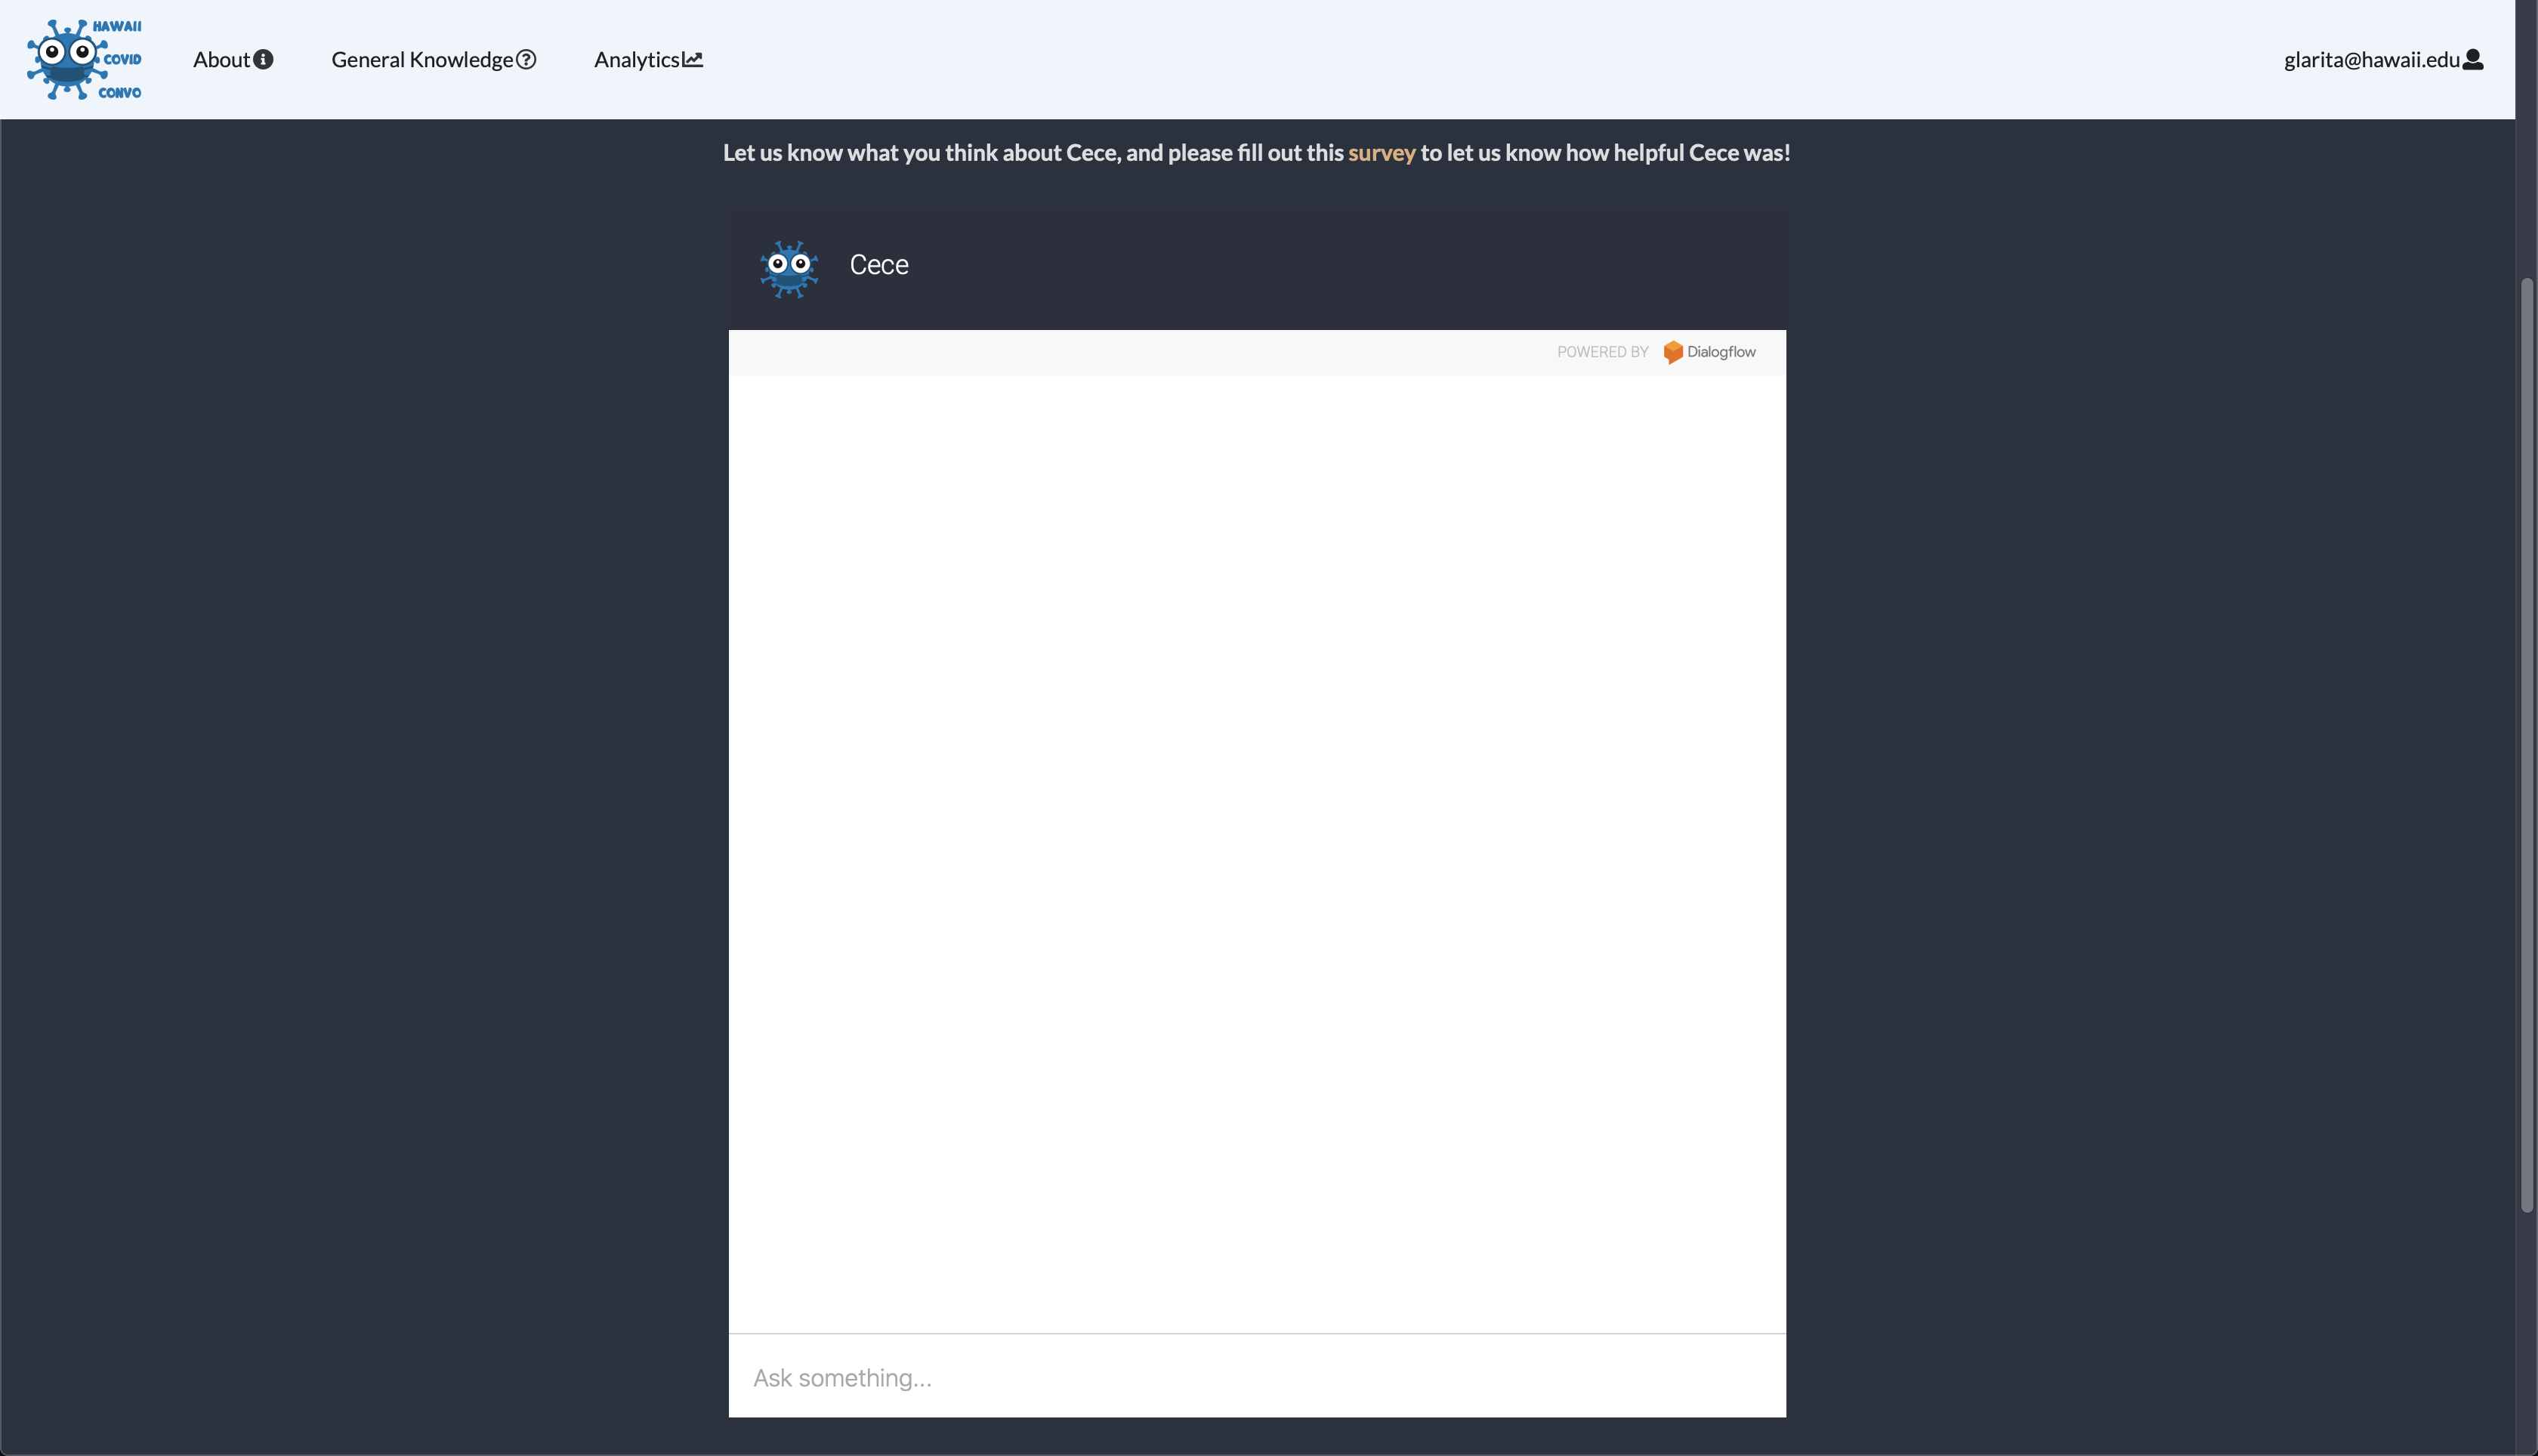 HAWAII
COVID
CONVO
About
General Knowledge
Analytics
glarita@hawaii.edu
Let us know what you think about Cece, and please fill out this survey to let us know how helpful Cece was!
Cece
POWERED BY Dialogflow
Ask something...